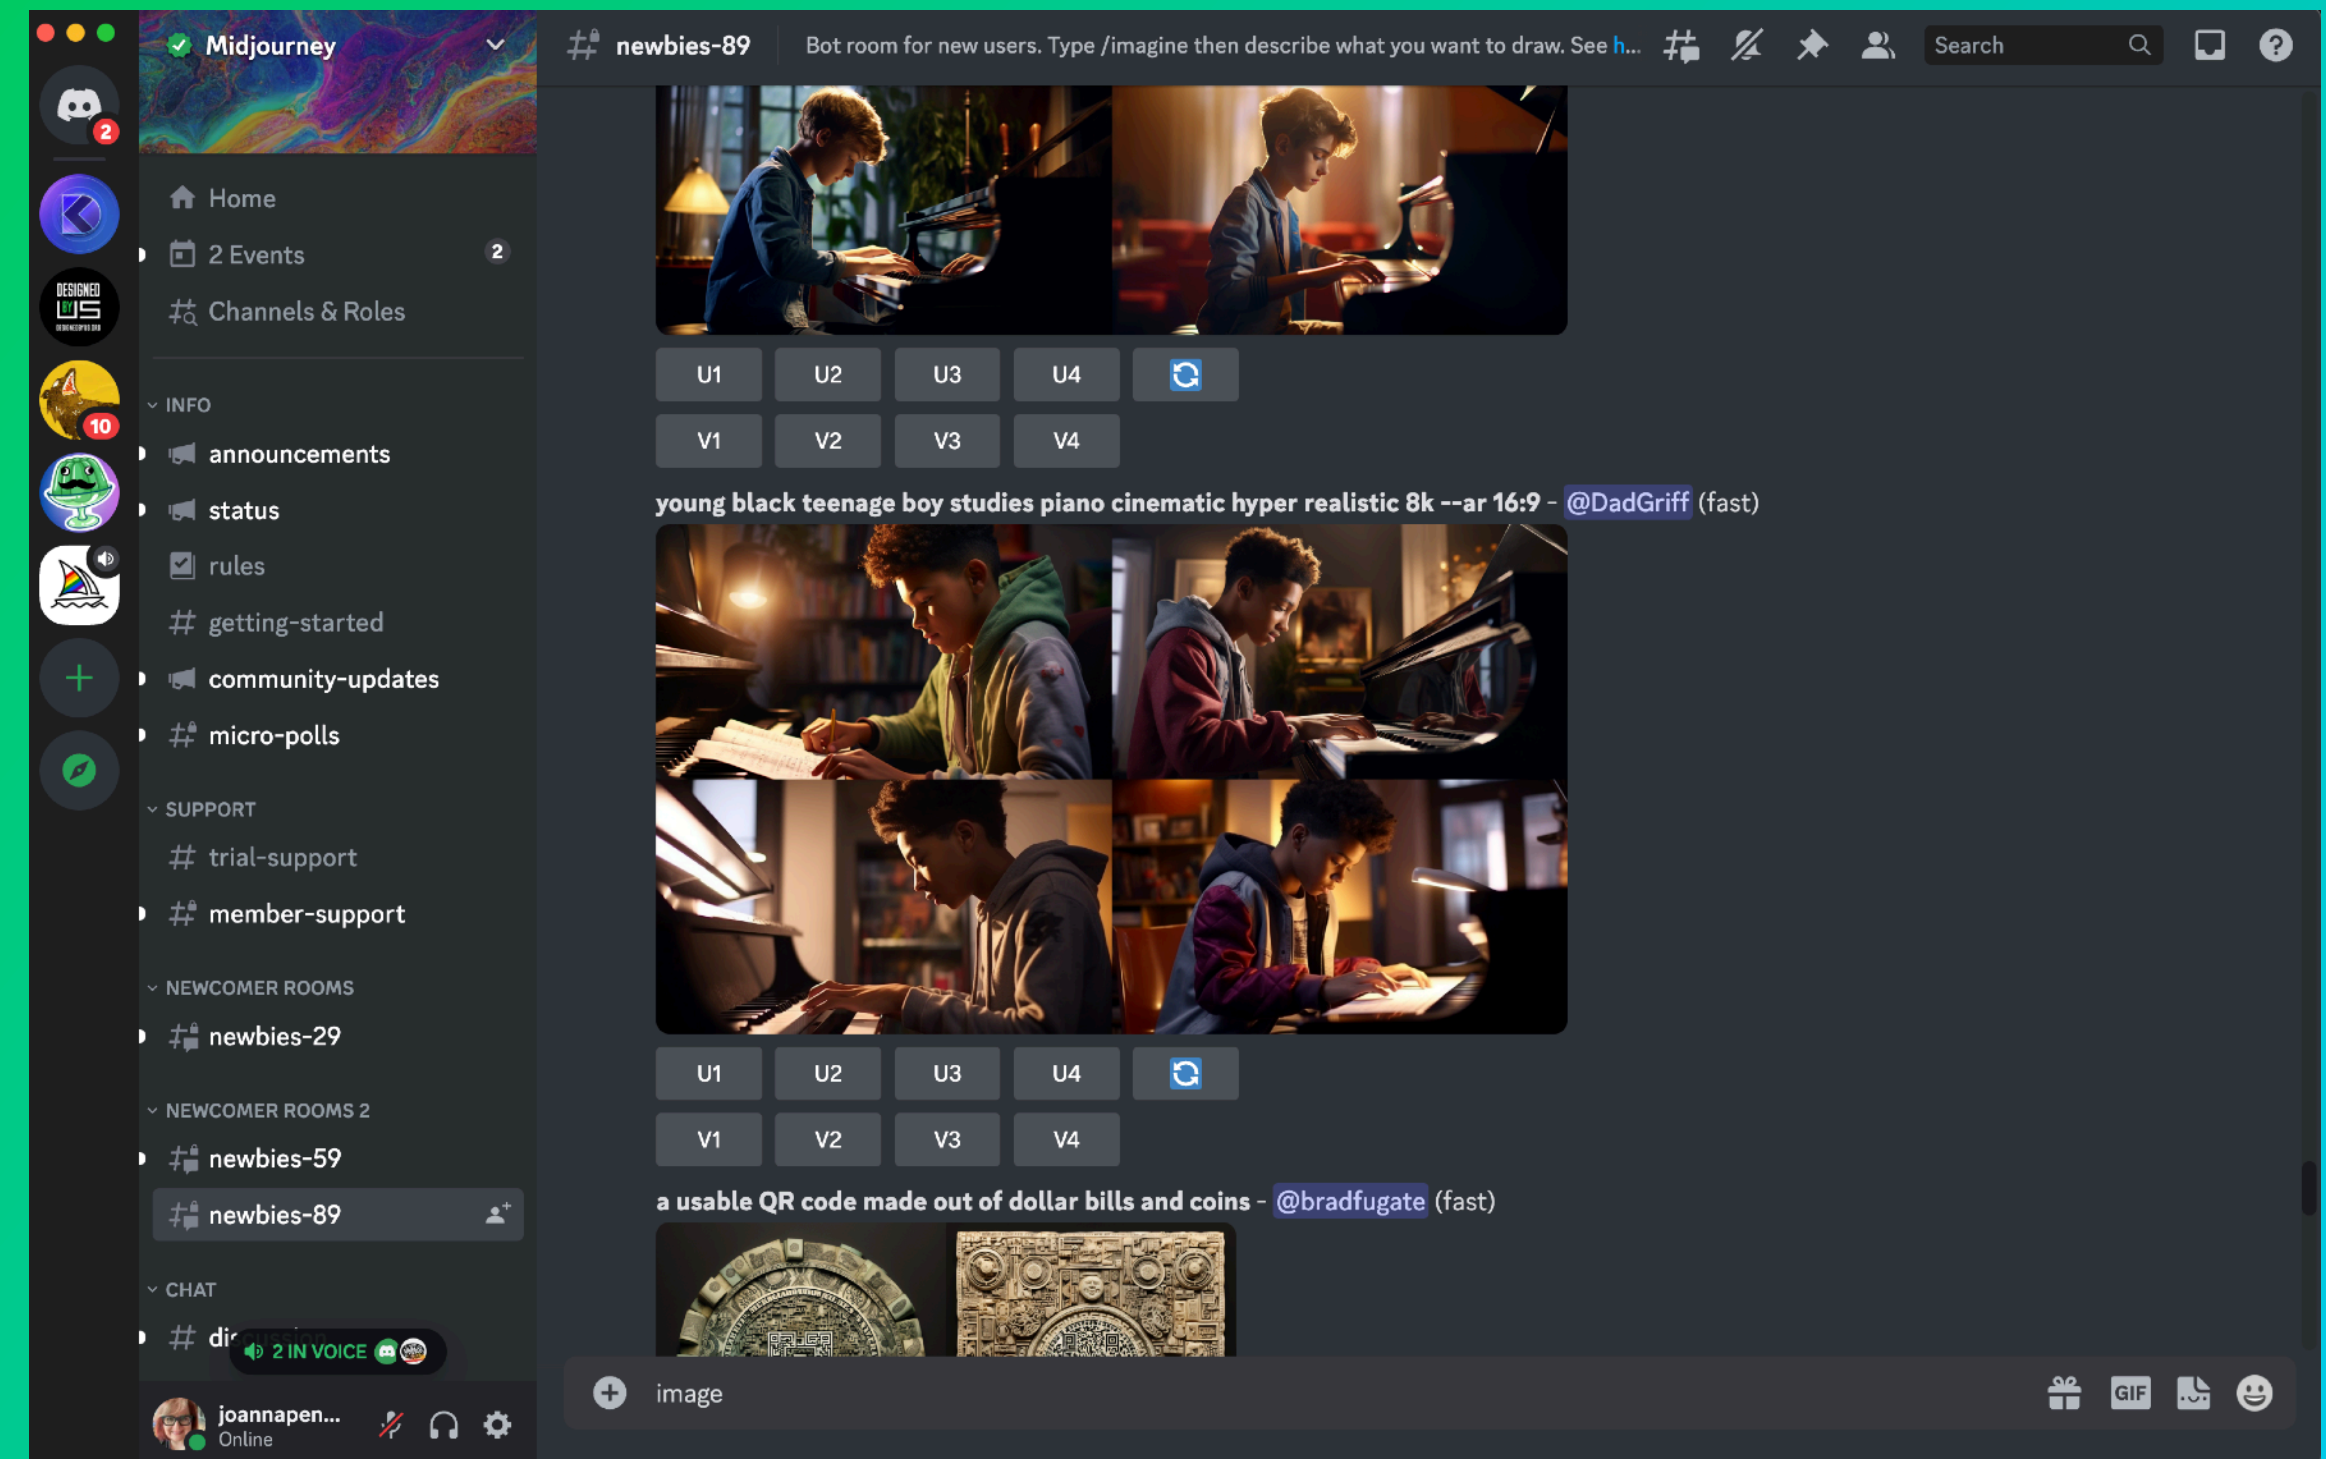 Midjourney
newbies-89
Bot room for new users. Type /imagine then describe what you want to draw. See h...
Search
2
Home
2 Events
2
Channels & Roles
DESIGNED
BY US
10
INFO
announcements
status
rules
getting-started
community-updates
micro-polls
SUPPORT
trial-support
member-support
NEWCOMER ROOMS
newbies-29
NEWCOMER ROOMS 2
newbies-59
newbies-89
CHAT
2 IN VOICE
joannapen...
Online
U1 U2 U3 U4
V1 V2 V3 V4
young black teenage boy studies piano cinematic hyper realistic 8k --ar 16:9 - @DadGriff (fast)
U1 U2 U3 U4
V1 V2 V3 V4
a usable QR code made out of dollar bills and coins - @bradfugate (fast)
image
GIF